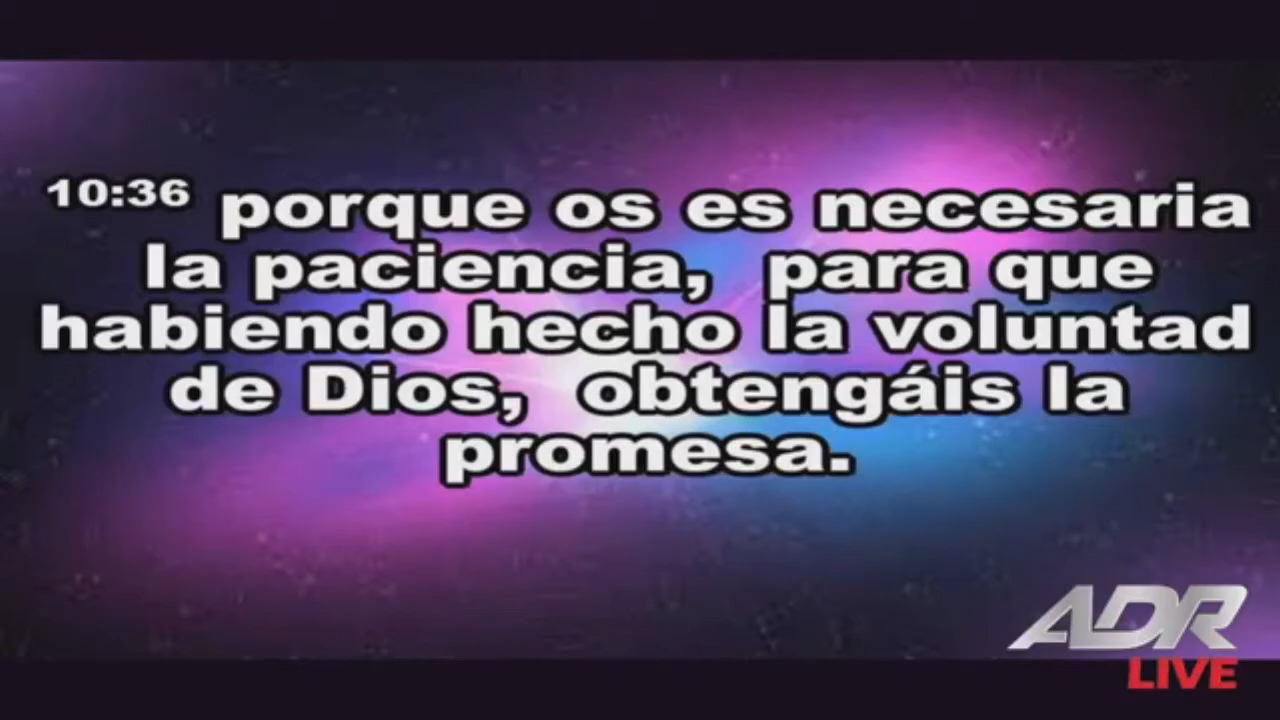 10:36 porque os es necesaria
la paciencia, para que
habiendo hecho la voluntad
de Dios, obtengáis la
promesa.
ADR
LIVE